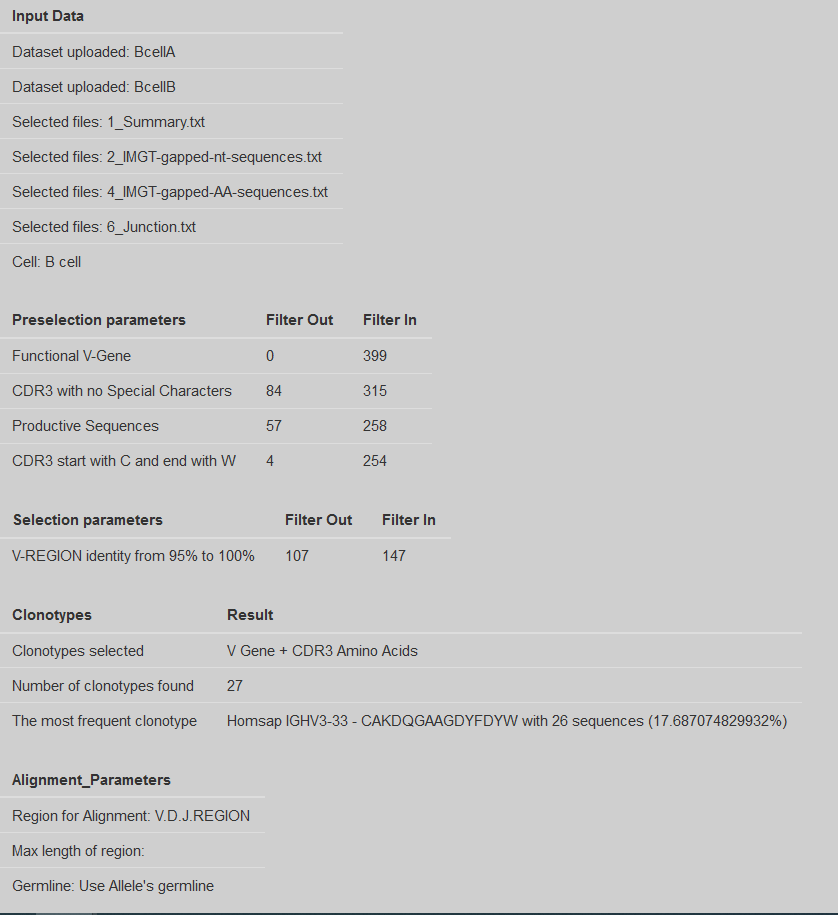 Input Data
Dataset uploaded: BcellA
Dataset uploaded: BcellB
Selected files: 1_Summary.txt
Selected files: 2_IMGT-gapped-nt-sequences.txt
Selected files: 4_IMGT-gapped-AA-sequences.txt
Selected files: 6_Junction.txt
Cell: B cell
Preselection parameters Filter Out Filter In
Functional V-Gene 0 399
CDR3 with no Special Characters 84 315
Productive Sequences 57 258
CDR3 start with C and end with W 4 254
Selection parameters Filter Out Filter In
V-REGION identity from 95% to 100% 107 147
Clonotypes Result
Clonotypes selected V Gene + CDR3 Amino Acids
Number of clonotypes found 27
The most frequent clonotype Homsap IGHV3-33 - CAKDQGAAGDYFDYW with 26 sequences (17.687074829932%)
Alignment_Parameters
Region for Alignment: V.D.J.REGION
Max length of region:
Germline: Use Allele's germline